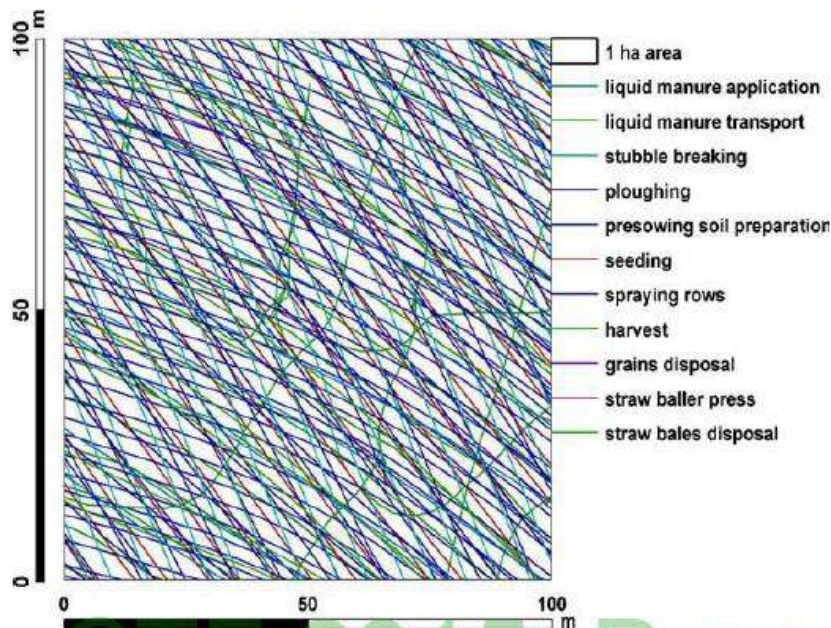 100 m
50
0
0 50 100
m
1 ha area
liquid manure application
liquid manure transport
stubble breaking
ploughing
presowing soil preparation
seeding
spraying rows
harvest
grains disposal
straw baller press
straw bales disposal